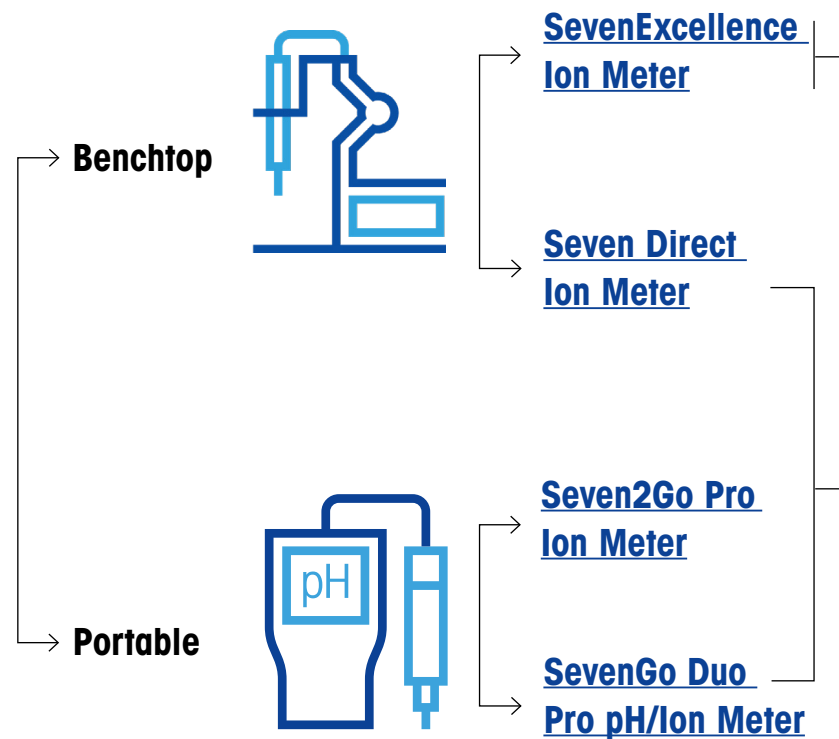 SevenExcellence
Ion Meter
Benchtop
Seven Direct
Ion Meter
Seven2Go Pro
Ion Meter
pH
Portable
SevenGo Duo
Pro pH/Ion Meter